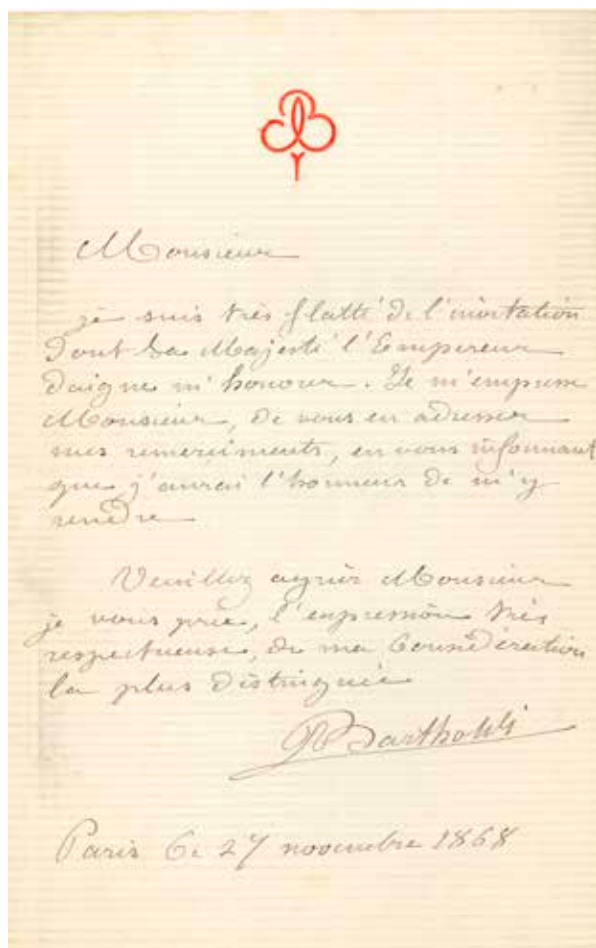 Monsieur
je suis très flatté de l'invitation
dont Sa Majesté l'Empereur
daigne m'honorer. Je m'empresse
Monsieur, de vous en adresser
mes remerciments, en vous informant
que j'aurai l'honneur de m'y
rendre
Veuillez agréer Monsieur
je vous prie, l'expression très
respectueuse, de ma Considération
la plus distinguée
Bartholdi
Paris Ce 27 novembre 1868